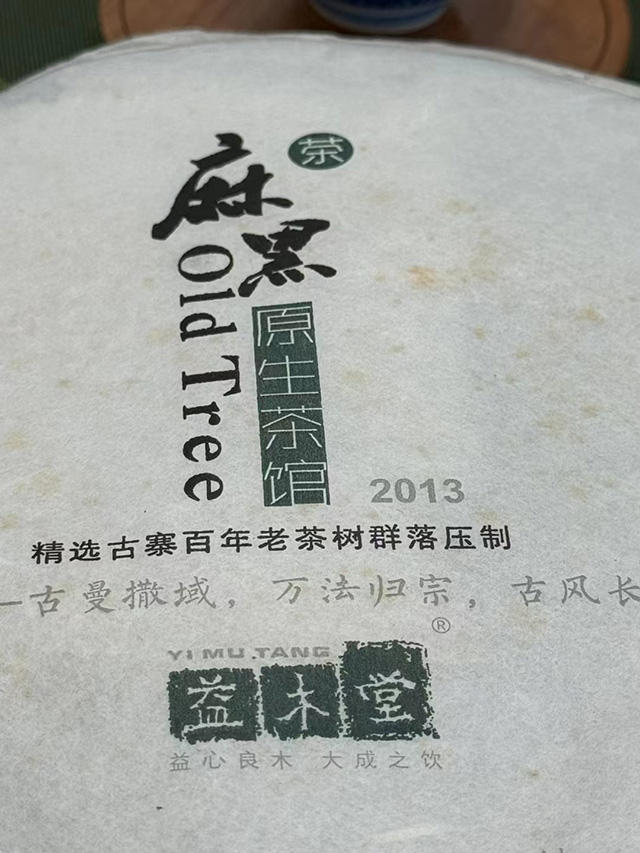 茶
麻黑
Old Tree
原生茶馆
2013
精选古寨百年老茶树群落压制
—古曼撒域，万法归宗，古风长
®
YI MU TANG
益木堂
益心良木 大成之饮